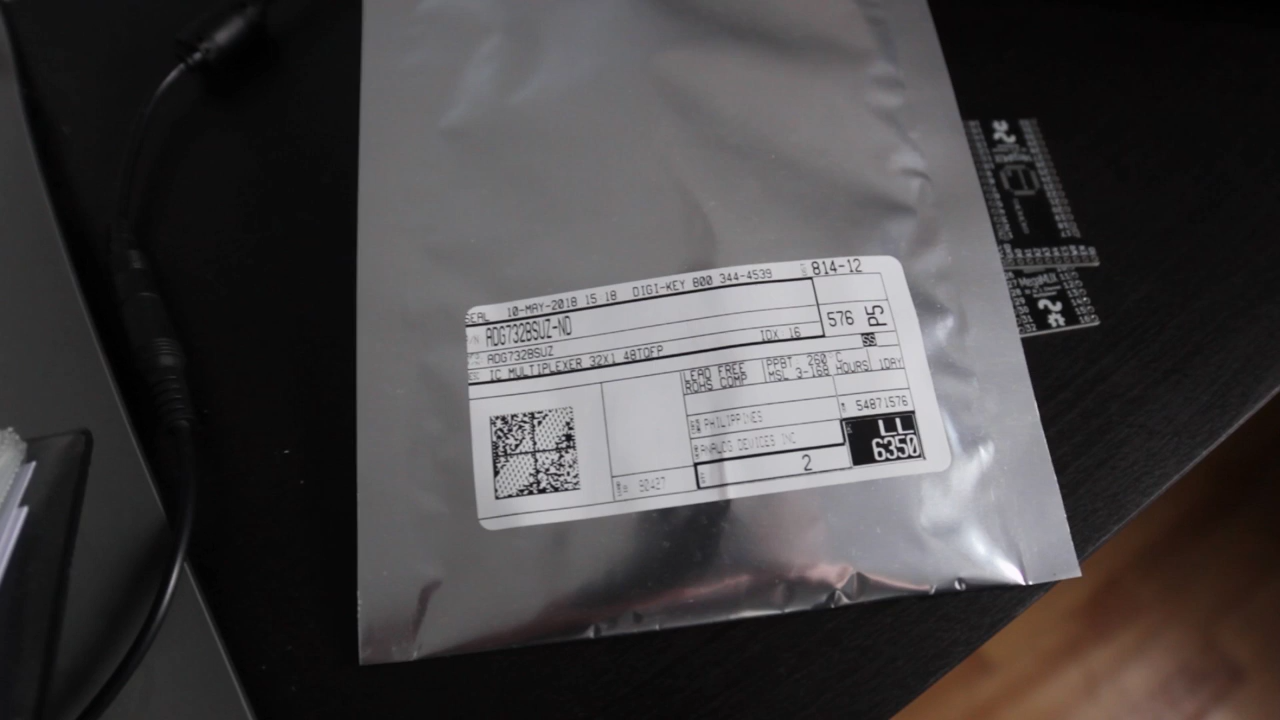 SEAL 10-MAY-2018 15 18 DIGI-KEY 800 344-4539 814-12
ADG732BSUZ-ND
576 P5
ADG732BSUZ IDX 16
IC MULTIPLEXER 32X1 48TQFP
SS
LEAD FREE PPBT 260°C
ROHS COMP MSL 3-168 HOURS 1DAY
PHILIPPINES 54871576
ANALOG DEVICES INC LL
6350
2
80427
MegaMUX